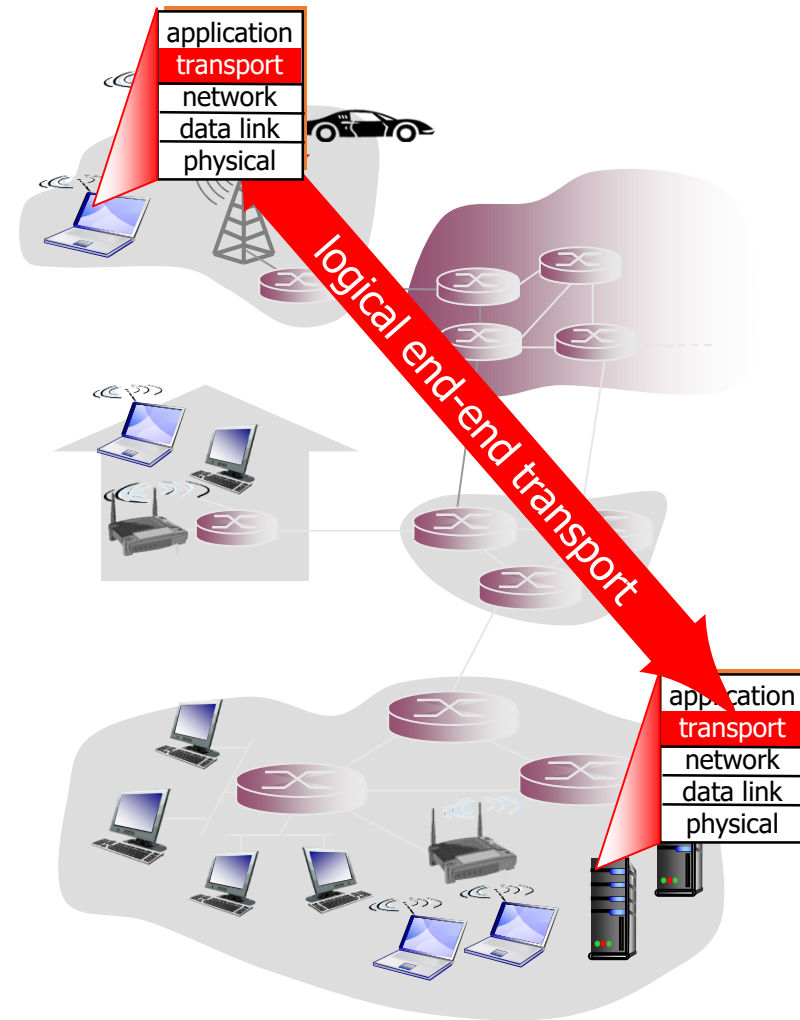 application
transport
network
data link
physical
logical end-end transport
application
transport
network
data link
physical